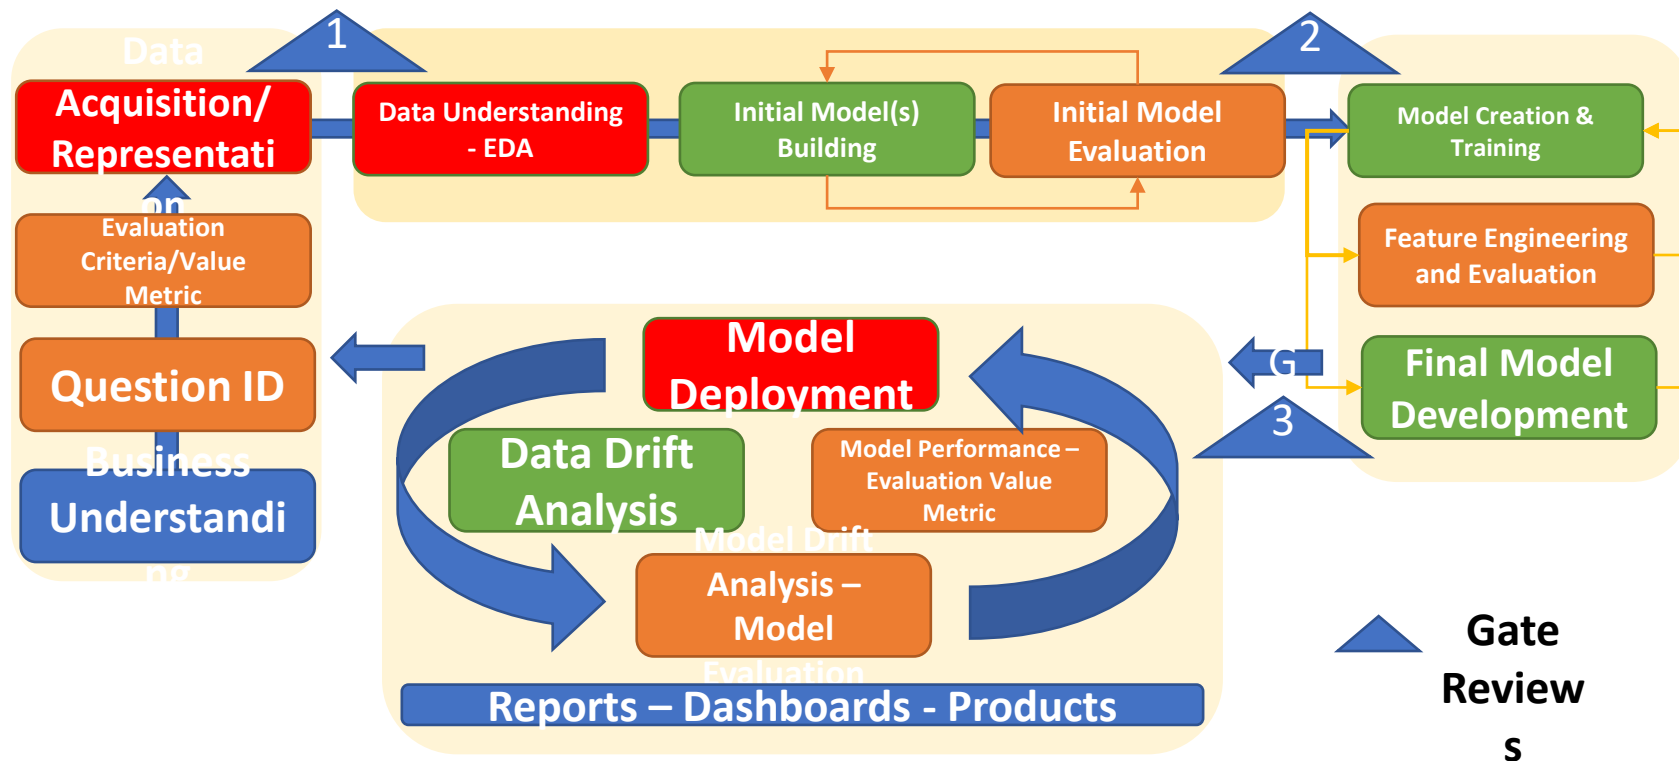 1
2
Data
Acquisition/
Representati
on
Data Understanding
- EDA
Initial Model(s)
Building
Initial Model
Evaluation
Model Creation &
Training
Evaluation
Criteria/Value
Metric
Feature Engineering
and Evaluation
Question ID
Model
Deployment
G
3
Final Model
Development
Business
Understandi
ng
Data Drift
Analysis
Model Performance –
Evaluation Value
Metric
Model Drift
Analysis –
Model
Evaluation
Reports – Dashboards - Products
Gate
Review
s